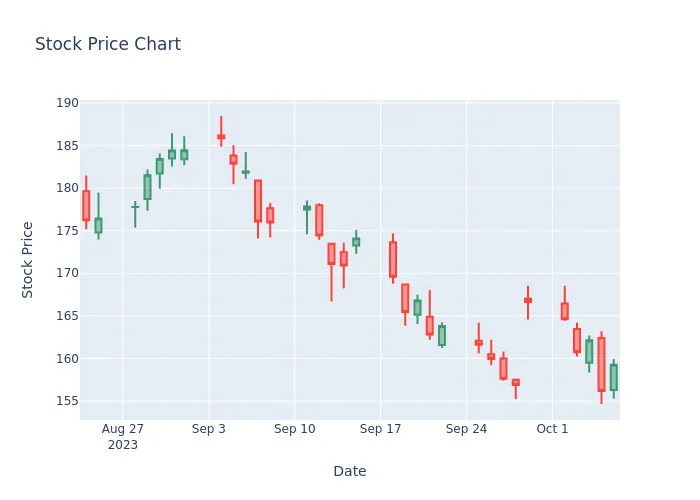 Stock Price Chart
190
185
180
175
170
165
160
155
Stock Price
Aug 27
2023
Sep 3
Sep 10
Sep 17
Sep 24
Oct 1
Date